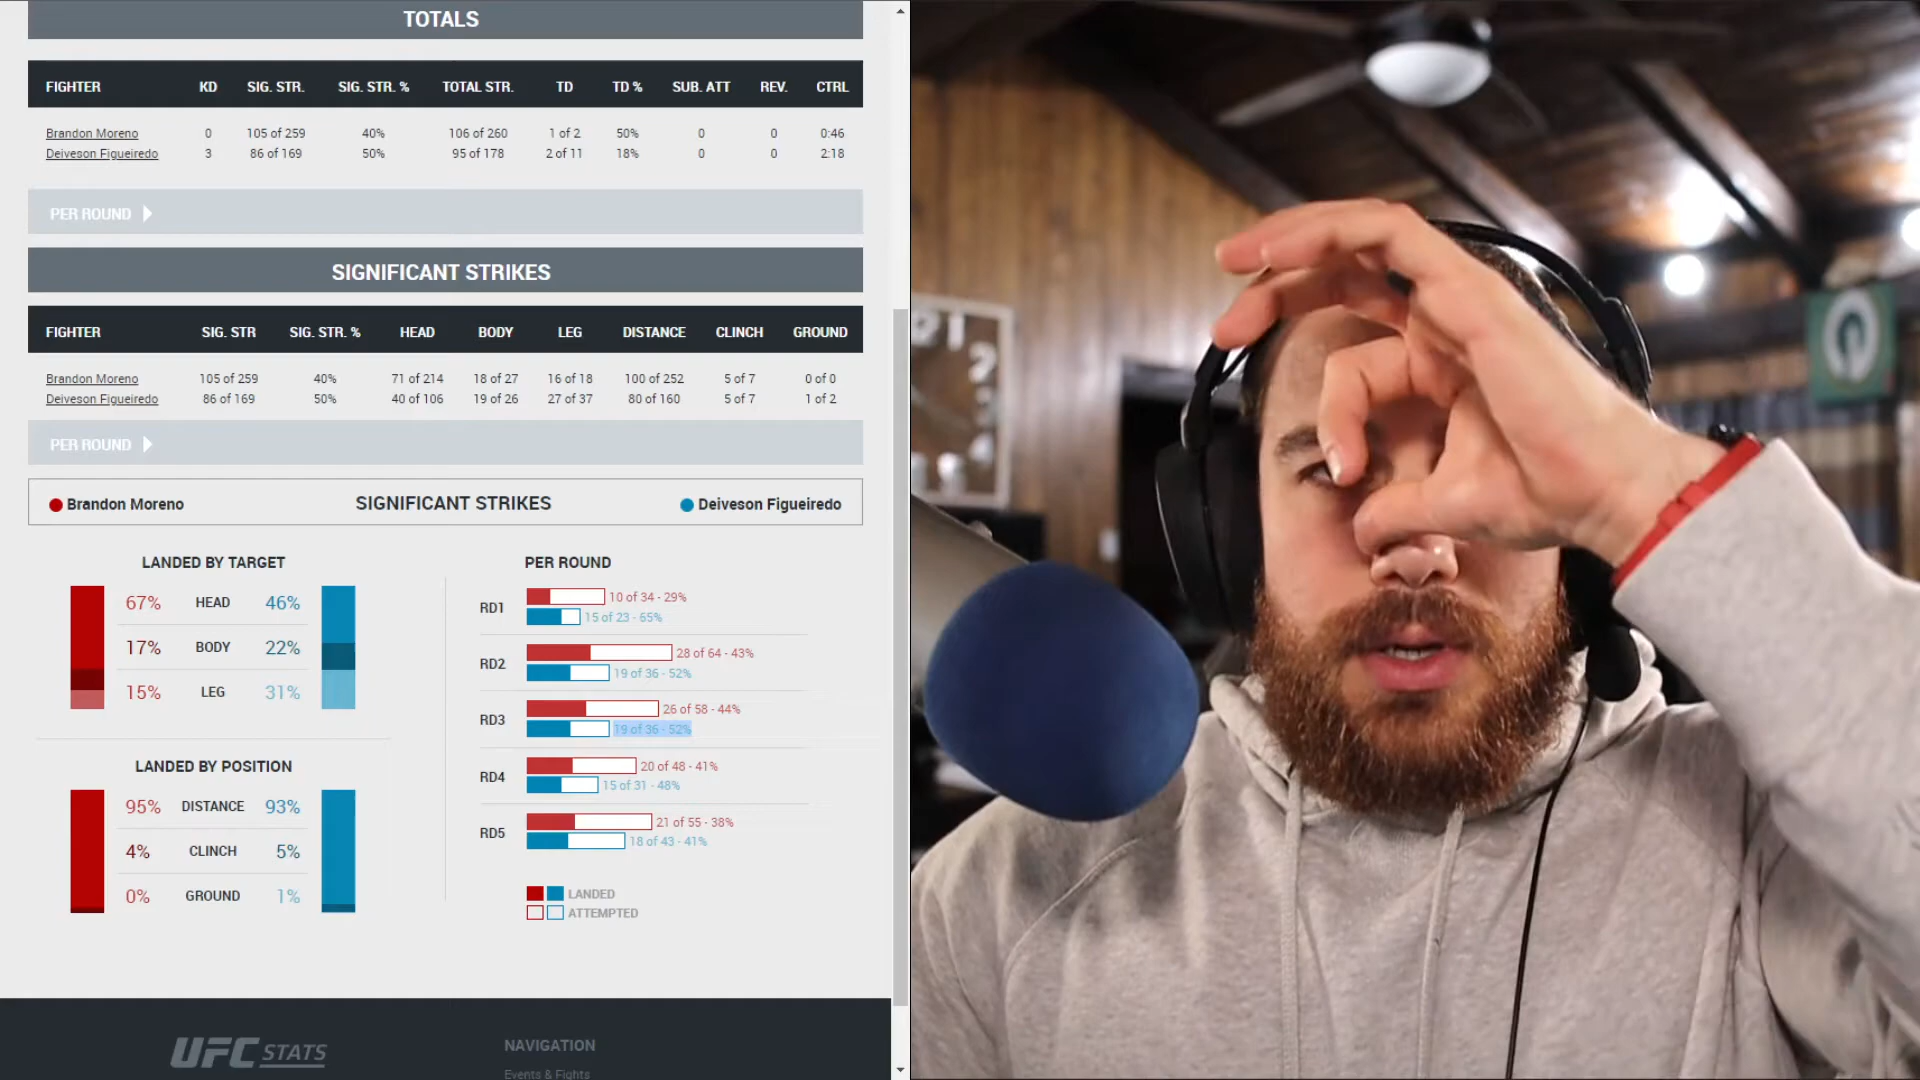 TOTALS
FIGHTER KD SIG. STR. SIG. STR. % TOTAL STR. TD TD % SUB. ATT REV. CTRL
Brandon Moreno 0 105 of 259 40% 106 of 260 1 of 2 50% 0 0 0:46
Deiveson Figueiredo 3 86 of 169 50% 95 of 178 2 of 11 18% 0 0 2:18
PER ROUND
SIGNIFICANT STRIKES
FIGHTER SIG. STR SIG. STR. % HEAD BODY LEG DISTANCE CLINCH GROUND
Brandon Moreno 105 of 259 40% 71 of 214 18 of 27 16 of 18 100 of 252 5 of 7 0 of 0
Deiveson Figueiredo 86 of 169 50% 40 of 106 19 of 26 27 of 37 80 of 160 5 of 7 1 of 2
PER ROUND
Brandon Moreno SIGNIFICANT STRIKES Deiveson Figueiredo
LANDED BY TARGET
67% HEAD 46%
17% BODY 22%
15% LEG 31%
LANDED BY POSITION
95% DISTANCE 93%
4% CLINCH 5%
0% GROUND 1%
PER ROUND
RD1
10 of 34 - 29%
15 of 23 - 65%
RD2
28 of 64 - 43%
19 of 36 - 52%
RD3
26 of 58 - 44%
19 of 36 - 52%
RD4
20 of 48 - 41%
15 of 31 - 48%
RD5
21 of 55 - 38%
18 of 43 - 41%
LANDED
ATTEMPTED
UFC STATS
NAVIGATION
Events & Fights